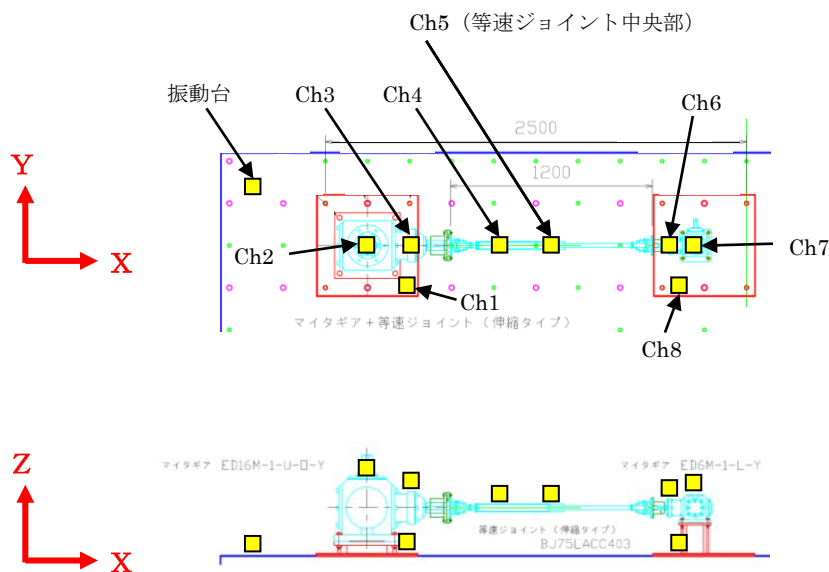 Ch5（等速ジョイント中央部）
振動台
Ch3
Ch4
Ch6
2500
Y
1200
X
Ch2
Ch7
Ch1
マイタギア＋等速ジョイント（伸縮タイプ）
Ch8
Z
マイタギア ED16M-1-U-ロ-Y
マイタギア ED6M-1-L-Y
等速ジョイント（伸縮タイプ）
BJ75LACC403
X